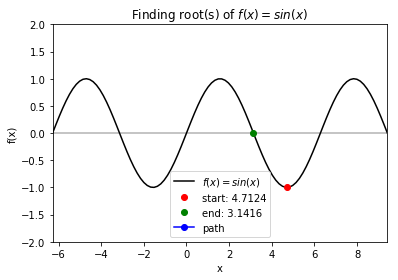 Finding root(s) of f(x) = sin(x)
2.0
1.5
1.0
0.5
0.0
−0.5
−1.0
−1.5
−2.0
f(x)
f(x) = sin(x)
start: 4.7124
end: 3.1416
path
−6 −4 −2 0 2 4 6 8
x